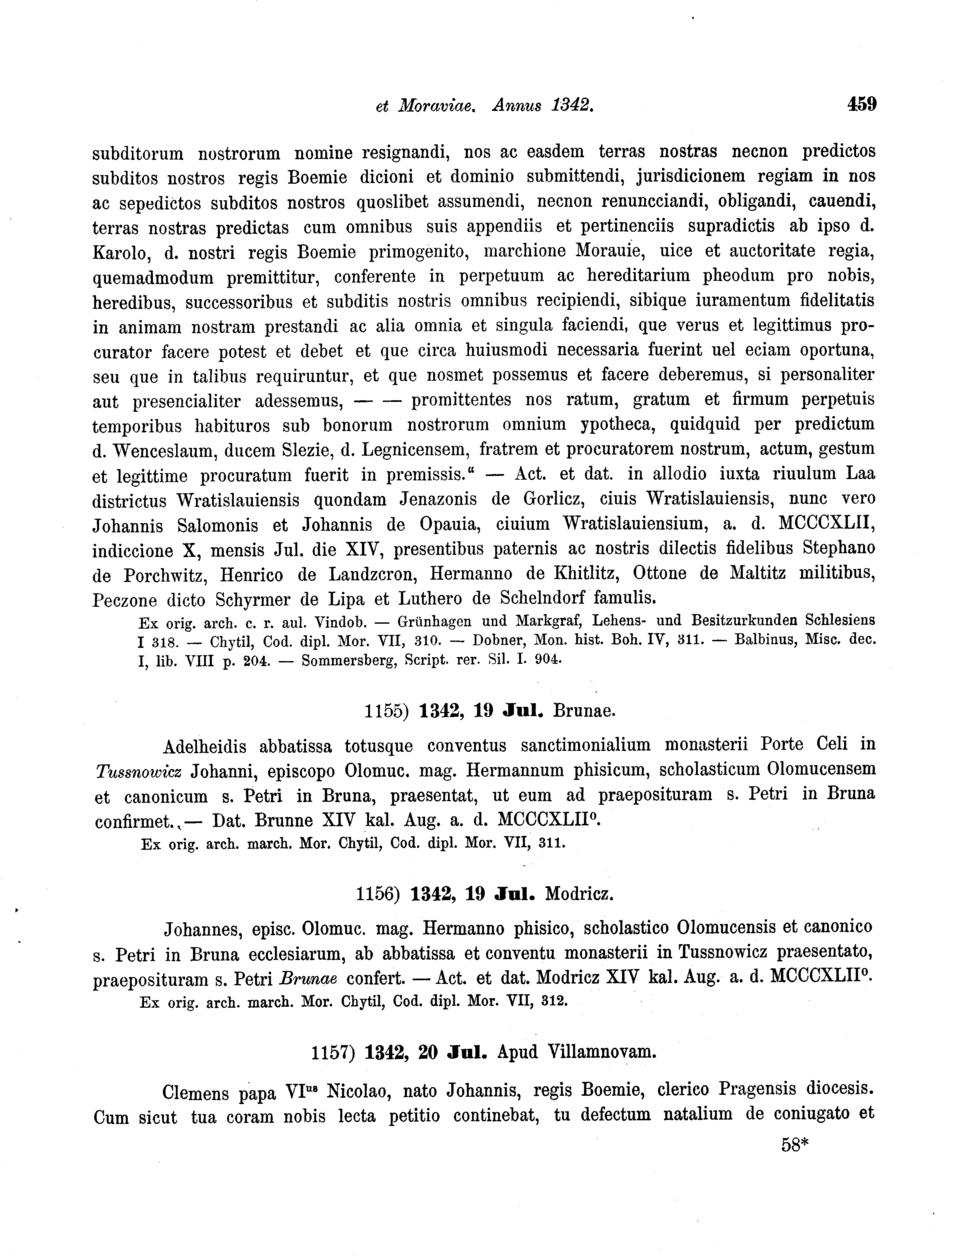 et Moraviae. Annus 1342. 459
subditorum nostrorum nomine resignandi, nos ac easdem terras nostras necnon predictos
subditos nostros regis Boemie dicioni et dominio submittendi, jurisdicionem regiam in nos
ac sepedictos subditos nostros quoslibet assumendi, necnon renuncciandi, obligandi, cauendi,
terras nostras predictas cum omnibus suis appendiis et pertinenciis supradictis ab ipso d.
Karolo, d. nostri regis Boemie primogenito, marchione Morauie, uice et auctoritate regia,
quemadmodum premittitur, conferente in perpetuum ac hereditarium pheodum pro nobis,
heredibus, successoribus et subditis nostris omnibus recipiendi, sibique iuramentum fidelitatis
in animam nostram prestandi ac alia omnia et singula faciendi, que verus et legittimus pro-
curator facere potest et debet et que circa huiusmodi necessaria fuerint uel eciam oportuna,
seu que in talibus requiruntur, et que nosmet possemus et facere deberemus, si personaliter
aut presencialiter adessemus, — — promittentes nos ratum, gratum et firmum perpetuis
temporibus habituros sub bonorum nostrorum omnium ypotheca, quidquid per predictum
d. Wenceslaum, ducem Slezie, d. Legnicensem, fratrem et procuratorem nostrum, actum, gestum
et legittime procuratum fuerit in premissis.“ — Act. et dat. in allodio iuxta riuulum Laa
districtus Wratislauiensis quondam Jenazonis de Gorlicz, ciuis Wratislauiensis, nunc vero
Johannis Salomonis et Johannis de Opauia, ciuium Wratislauiensium, a. d. MCCCXLII,
indiccione X, mensis Jul. die XIV, presentibus paternis ac nostris dilectis fidelibus Stephano
de Porchwitz, Henrico de Landzcron, Hermanno de Khitlitz, Ottone de Maltitz militibus,
Peczone dicto Schyrmer de Lipa et Luthero de Schelndorf famulis.
Ex orig. arch. c. r. aul. Vindob. — Grünhagen und Markgraf, Lehens- und Besitzurkunden Schlesiens
I 318. — Chytil, Cod. dipl. Mor. VII, 310. — Dobner, Mon. hist. Boh. IV, 311. — Balbinus, Misc. dec.
I, lib. VIII p. 204. — Sommersberg, Script. rer. Sil. I. 904.
1155) 1342, 19 Jul. Brunae.
Adelheidis abbatissa totusque conventus sanctimonialium monasterii Porte Celi in
Tussnowicz Johanni, episcopo Olomuc. mag. Hermannum phisicum, scholasticum Olomucensem
et canonicum s. Petri in Bruna, praesentat, ut eum ad praeposituram s. Petri in Bruna
confirmet. — Dat. Brunne XIV kal. Aug. a. d. MCCCXLII⁰.
Ex orig. arch. march. Mor. Chytil, Cod. dipl. Mor. VII, 311.
1156) 1342, 19 Jul. Modricz.
Johannes, episc. Olomuc. mag. Hermanno phisico, scholastico Olomucensis et canonico
s. Petri in Bruna ecclesiarum, ab abbatissa et conventu monasterii in Tussnowicz praesentato,
praeposituram s. Petri Brunae confert. — Act. et dat. Modricz XIV kal. Aug. a. d. MCCCXLII⁰.
Ex orig. arch. march. Mor. Chytil, Cod. dipl. Mor. VII, 312.
1157) 1342, 20 Jul. Apud Villamnovam.
Clemens papa VIᵘˢ Nicolao, nato Johannis, regis Boemie, clerico Pragensis diocesis.
Cum sicut tua coram nobis lecta petitio continebat, tu defectum natalium de coniugato et
58*